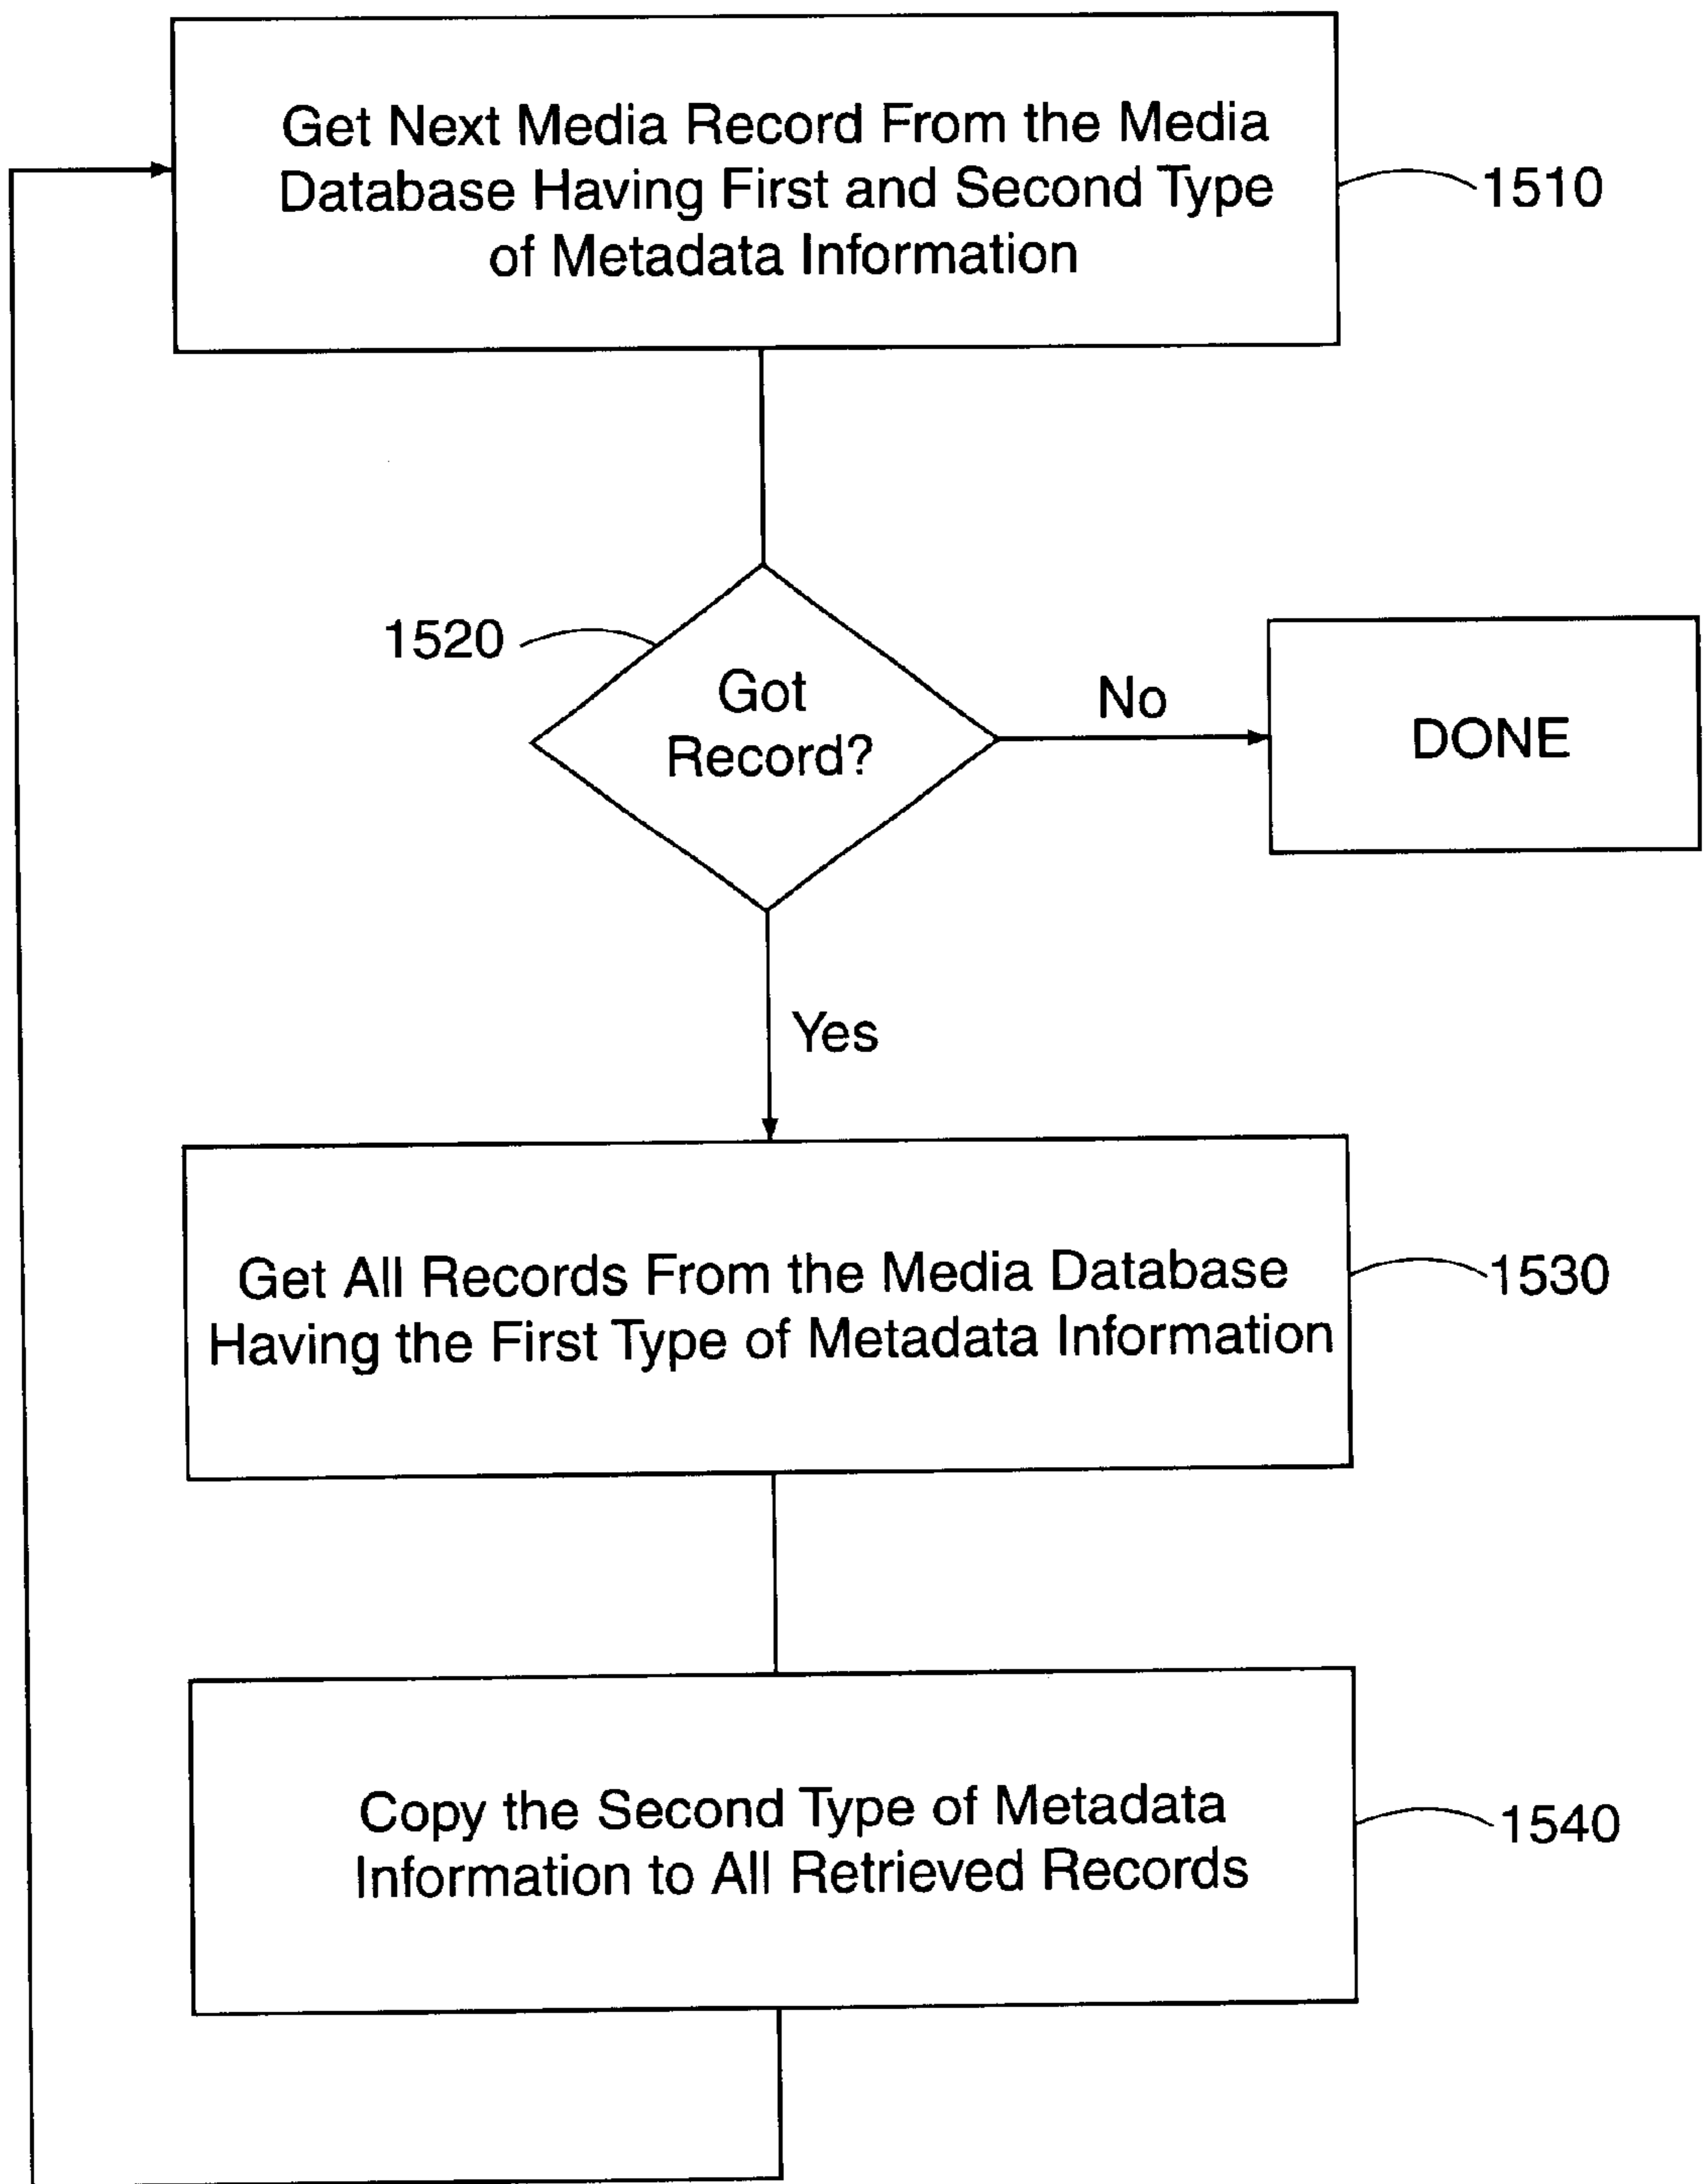 Get Next Media Record From the Media
Database Having First and Second Type
of Metadata Information
1510
1520
Got
Record?
No
DONE
Yes
Get All Records From the Media Database
Having the First Type of Metadata Information
1530
Copy the Second Type of Metadata
Information to All Retrieved Records
1540